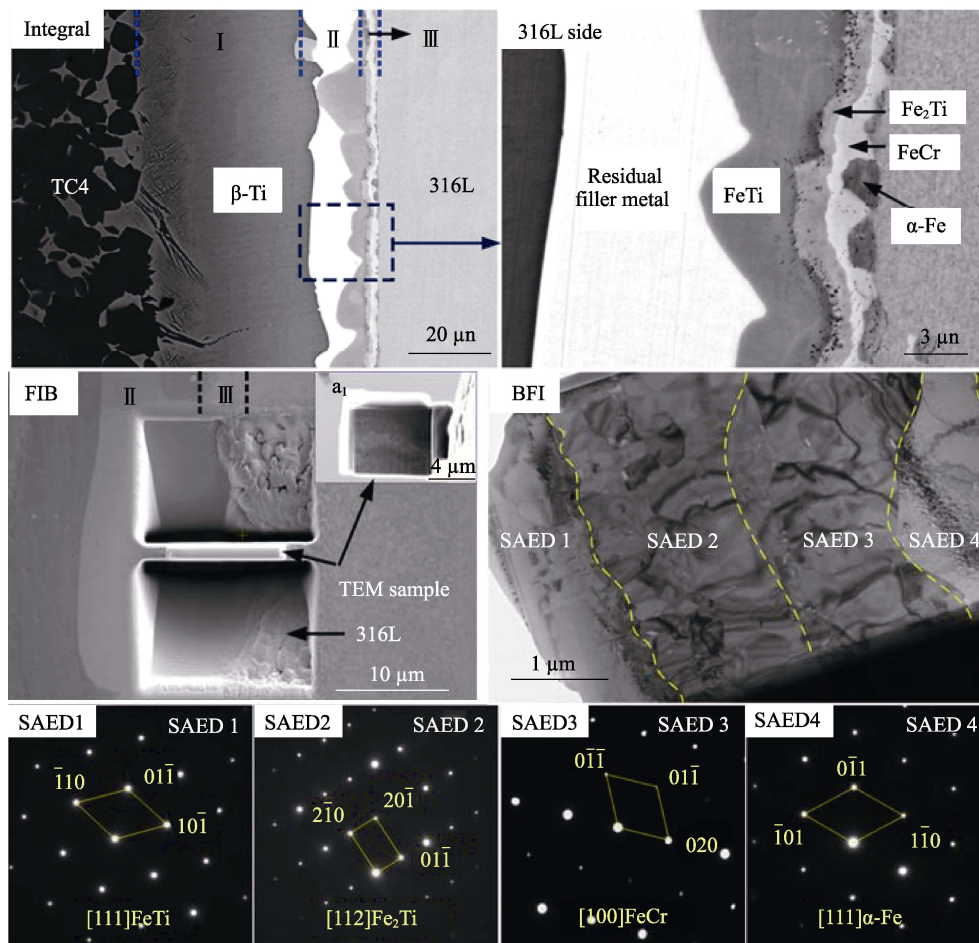 Integral
I
II
III
TC4
β-Ti
316L
20 μn
316L side
Fe₂Ti
FeCr
α-Fe
Residual
filler metal
FeTi
3 μn
FIB
II
III
a₁
4 μm
TEM sample
316L
10 μm
BFI
SAED 1
SAED 2
SAED 3
SAED 4
1 μm
SAED1
SAED 1
1̄10
011̄
101̄
[111]FeTi
SAED2
SAED 2
201̄
21̄0
011̄
[112]Fe₂Ti
SAED3
SAED 3
01̄1̄
011̄
020
[100]FeCr
SAED4
SAED 4
01̄1
1̄01
11̄0
[111]α-Fe